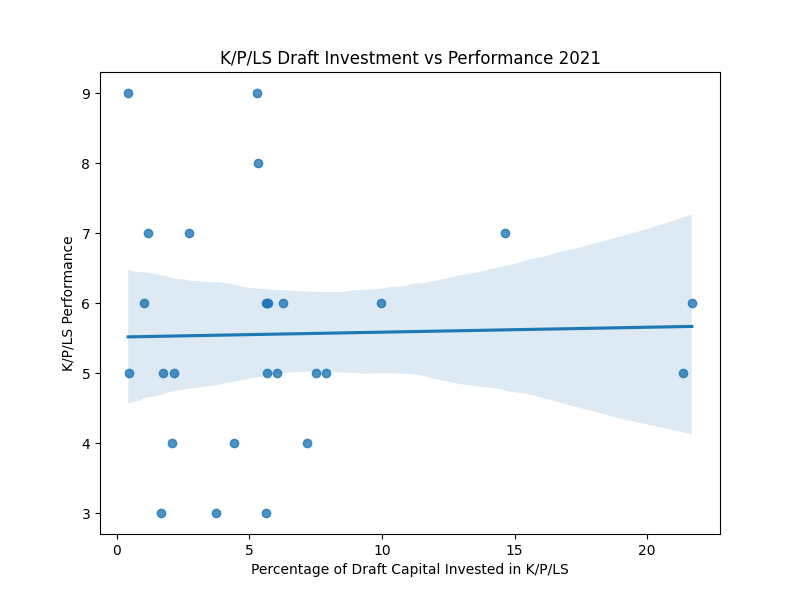 K/P/LS Draft Investment vs Performance 2021
9
8
7
6
5
4
3
K/P/LS Performance
0 5 10 15 20
Percentage of Draft Capital Invested in K/P/LS